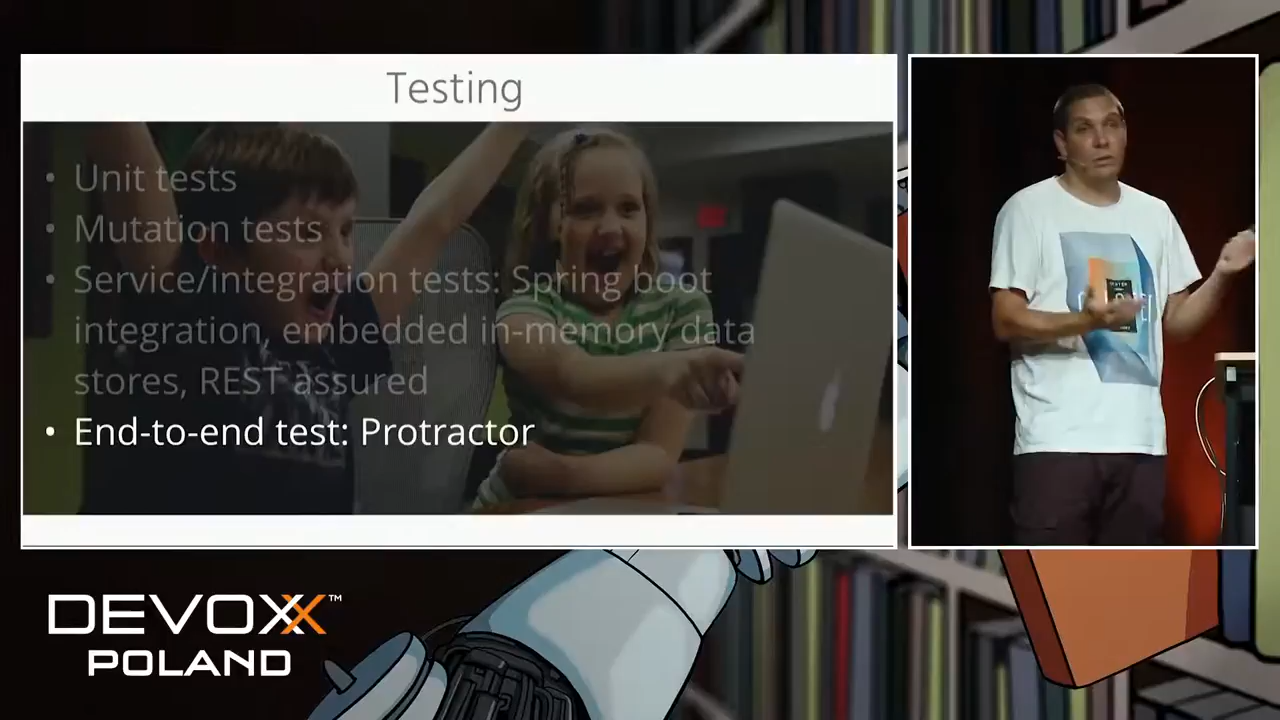 Testing
• Unit tests
• Mutation tests
• Service/integration tests: Spring boot
integration, embedded in-memory data
stores, REST assured
• End-to-end test: Protractor
DEVOXX™
POLAND